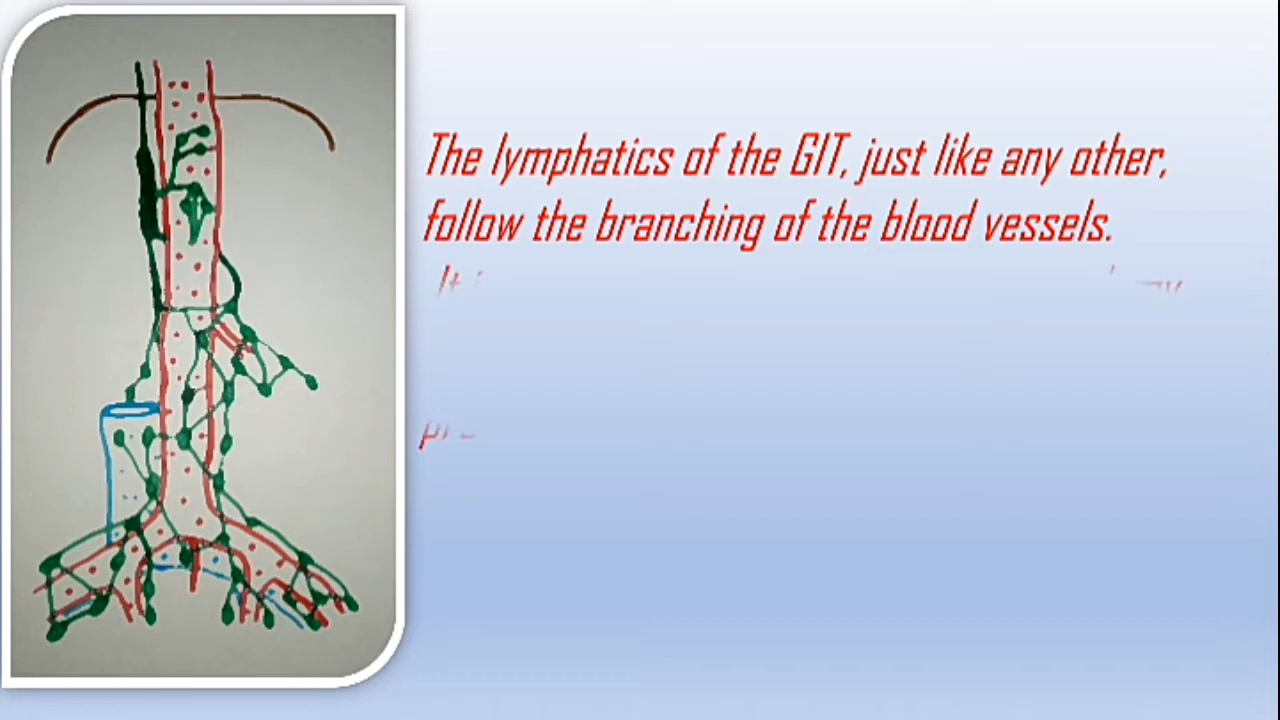 The lymphatics of the GIT, just like any other,
follow the branching of the blood vessels.